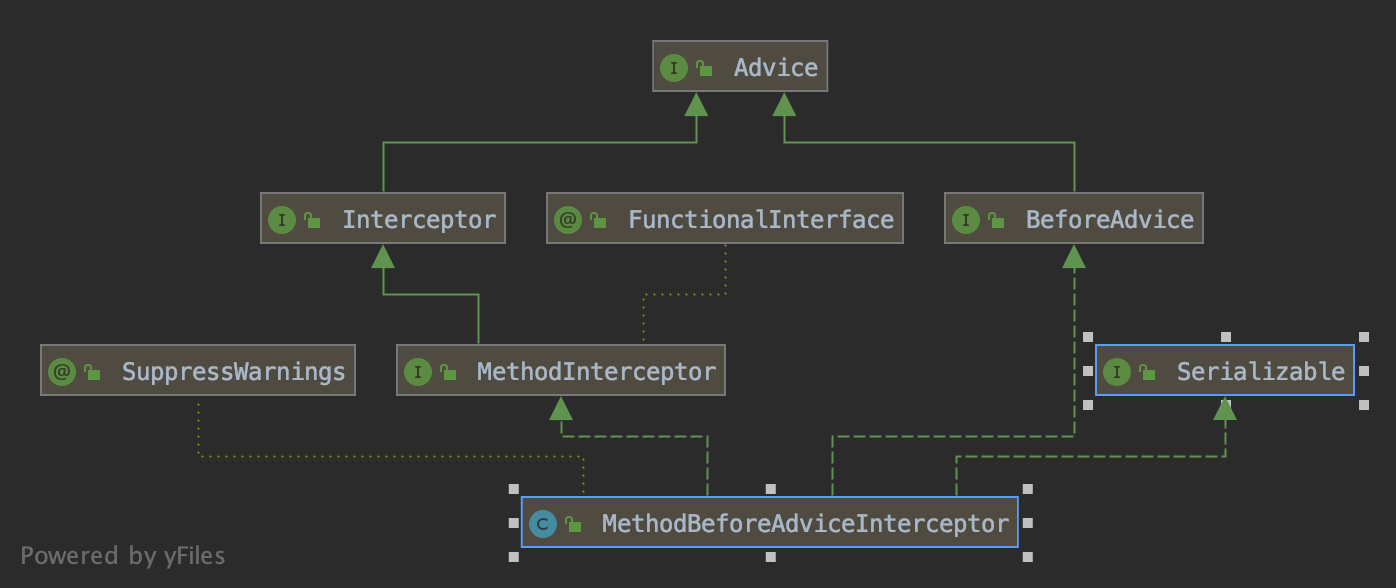 I Advice
I Interceptor
@ FunctionalInterface
I BeforeAdvice
@ SuppressWarnings
I MethodInterceptor
I Serializable
C MethodBeforeAdviceInterceptor
Powered by yFiles